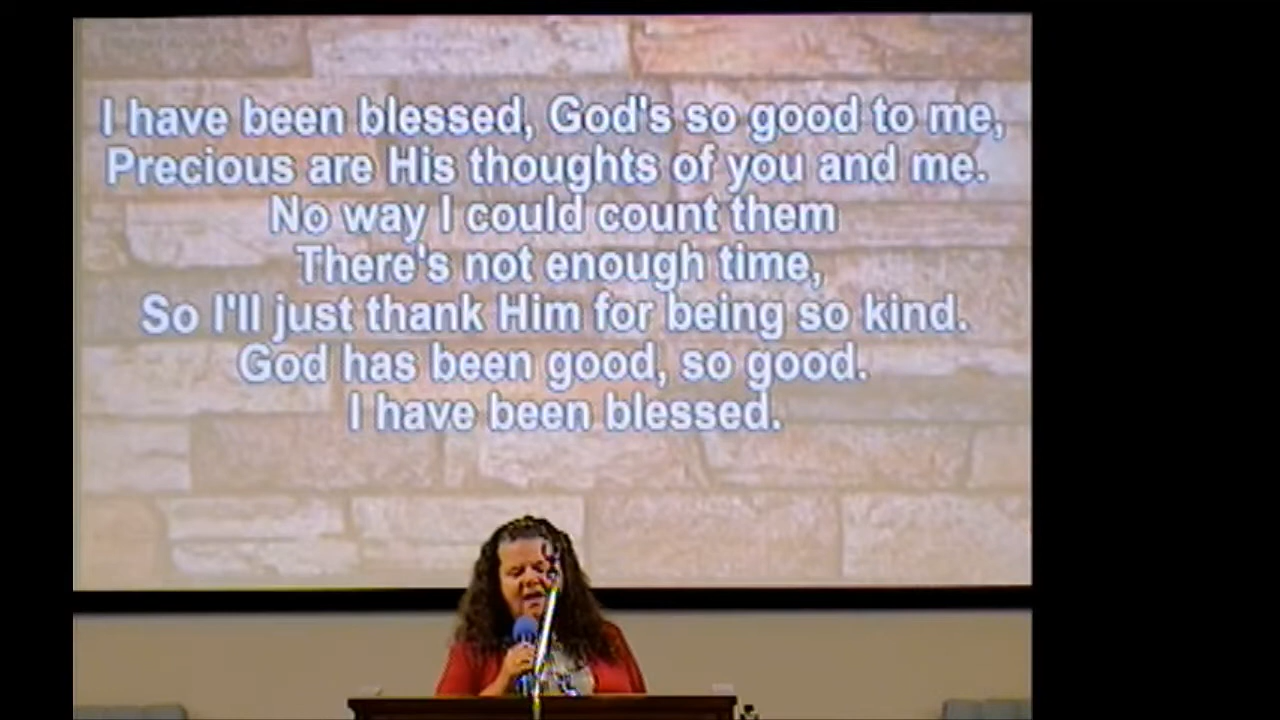 I have been blessed, God's so good to me,
Precious are His thoughts of you and me.
No way I could count them
There's not enough time,
So I'll just thank Him for being so kind.
God has been good, so good.
I have been blessed.